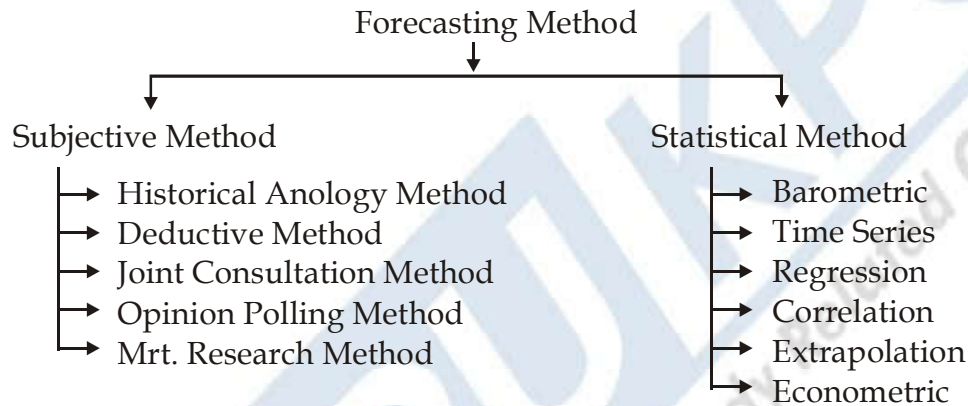 Forecasting Method
Subjective Method
Historical Anology Method
Deductive Method
Joint Consultation Method
Opinion Polling Method
Mrt. Research Method
Statistical Method
Barometric
Time Series
Regression
Correlation
Extrapolation
Econometric